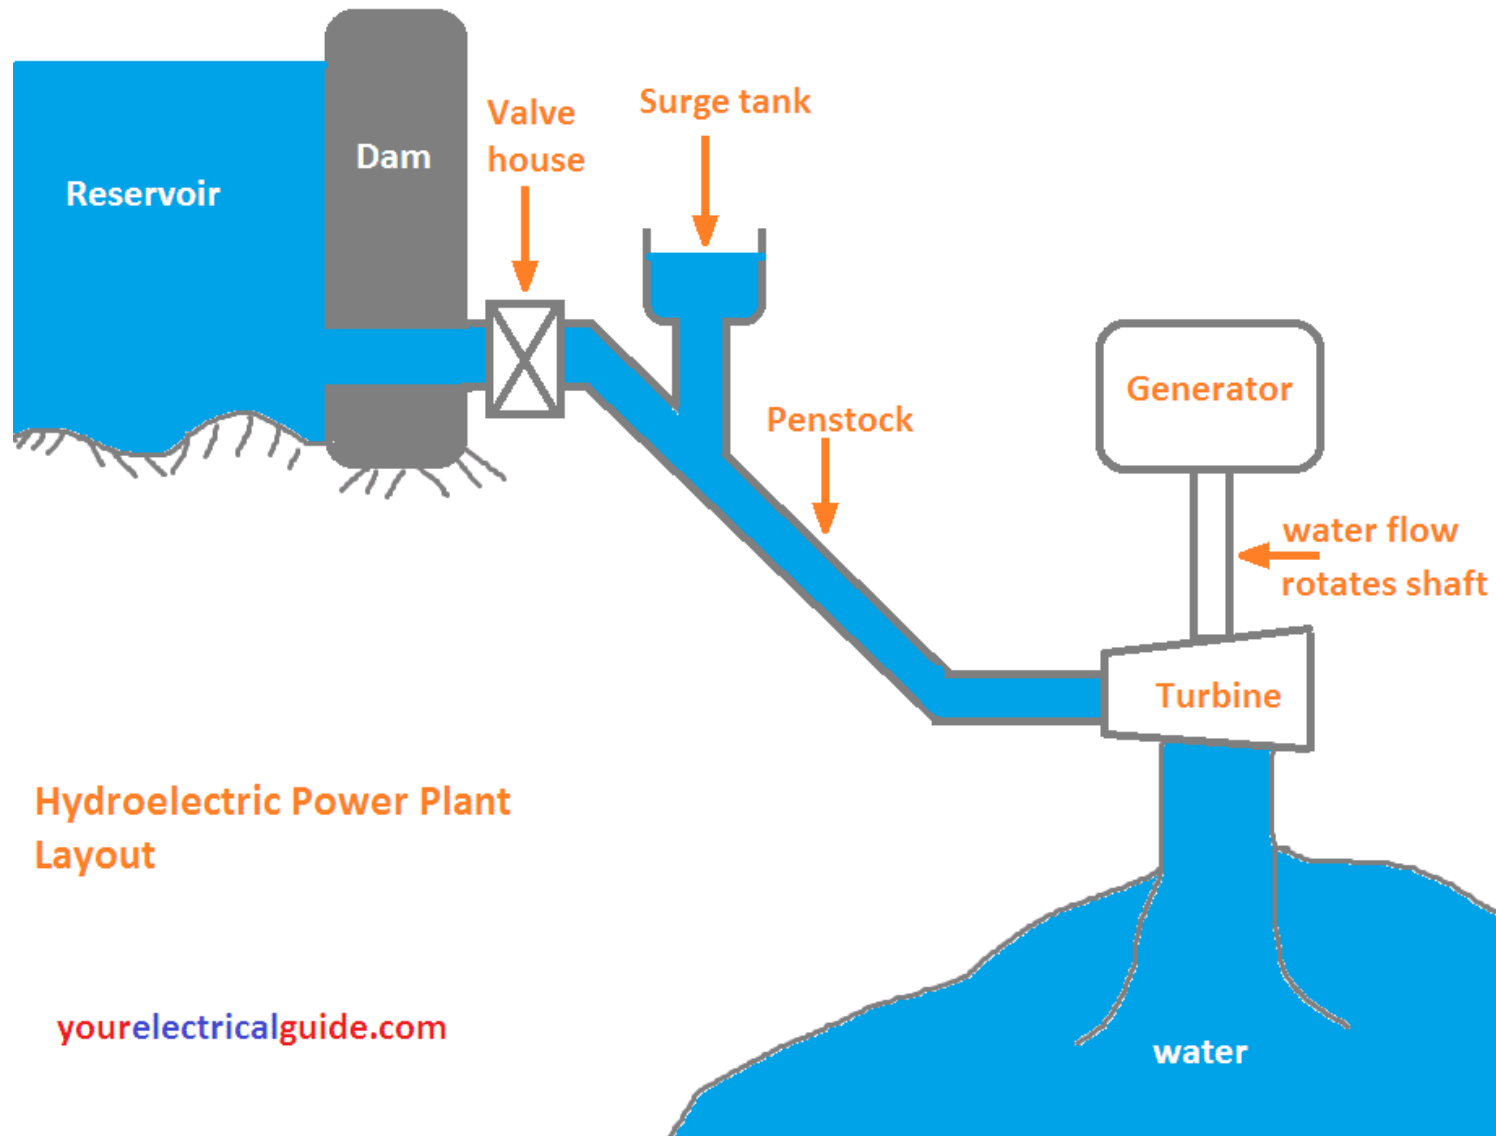 Reservoir
Dam
Valve
house
Surge tank
Penstock
Generator
water flow
rotates shaft
Turbine
Hydroelectric Power Plant
Layout
yourelectricalguide.com
water